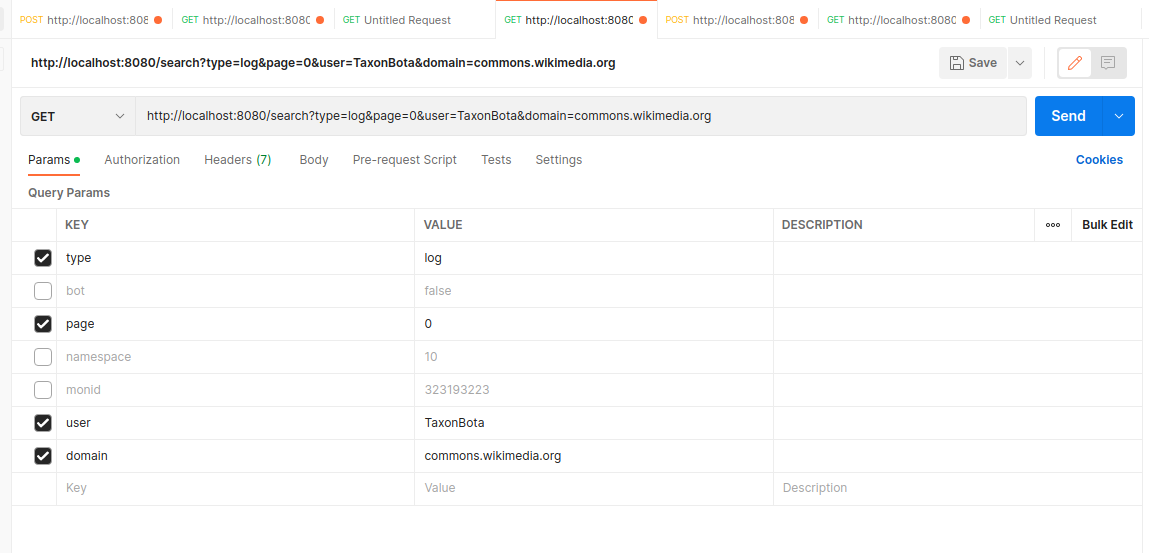 POST http://localhost:808 GET http://localhost:8080 GET Untitled Request GET http://localhost:8080 POST http://localhost:808 GET http://localhost:8080 GET Untitled Request
http://localhost:8080/search?type=log&page=0&user=TaxonBota&domain=commons.wikimedia.org Save
GET http://localhost:8080/search?type=log&page=0&user=TaxonBota&domain=commons.wikimedia.org Send
Params Authorization Headers (7) Body Pre-request Script Tests Settings Cookies
Query Params
KEY VALUE DESCRIPTION Bulk Edit
type log
bot false
page 0
namespace 10
monid 323193223
user TaxonBota
domain commons.wikimedia.org
Key Value Description